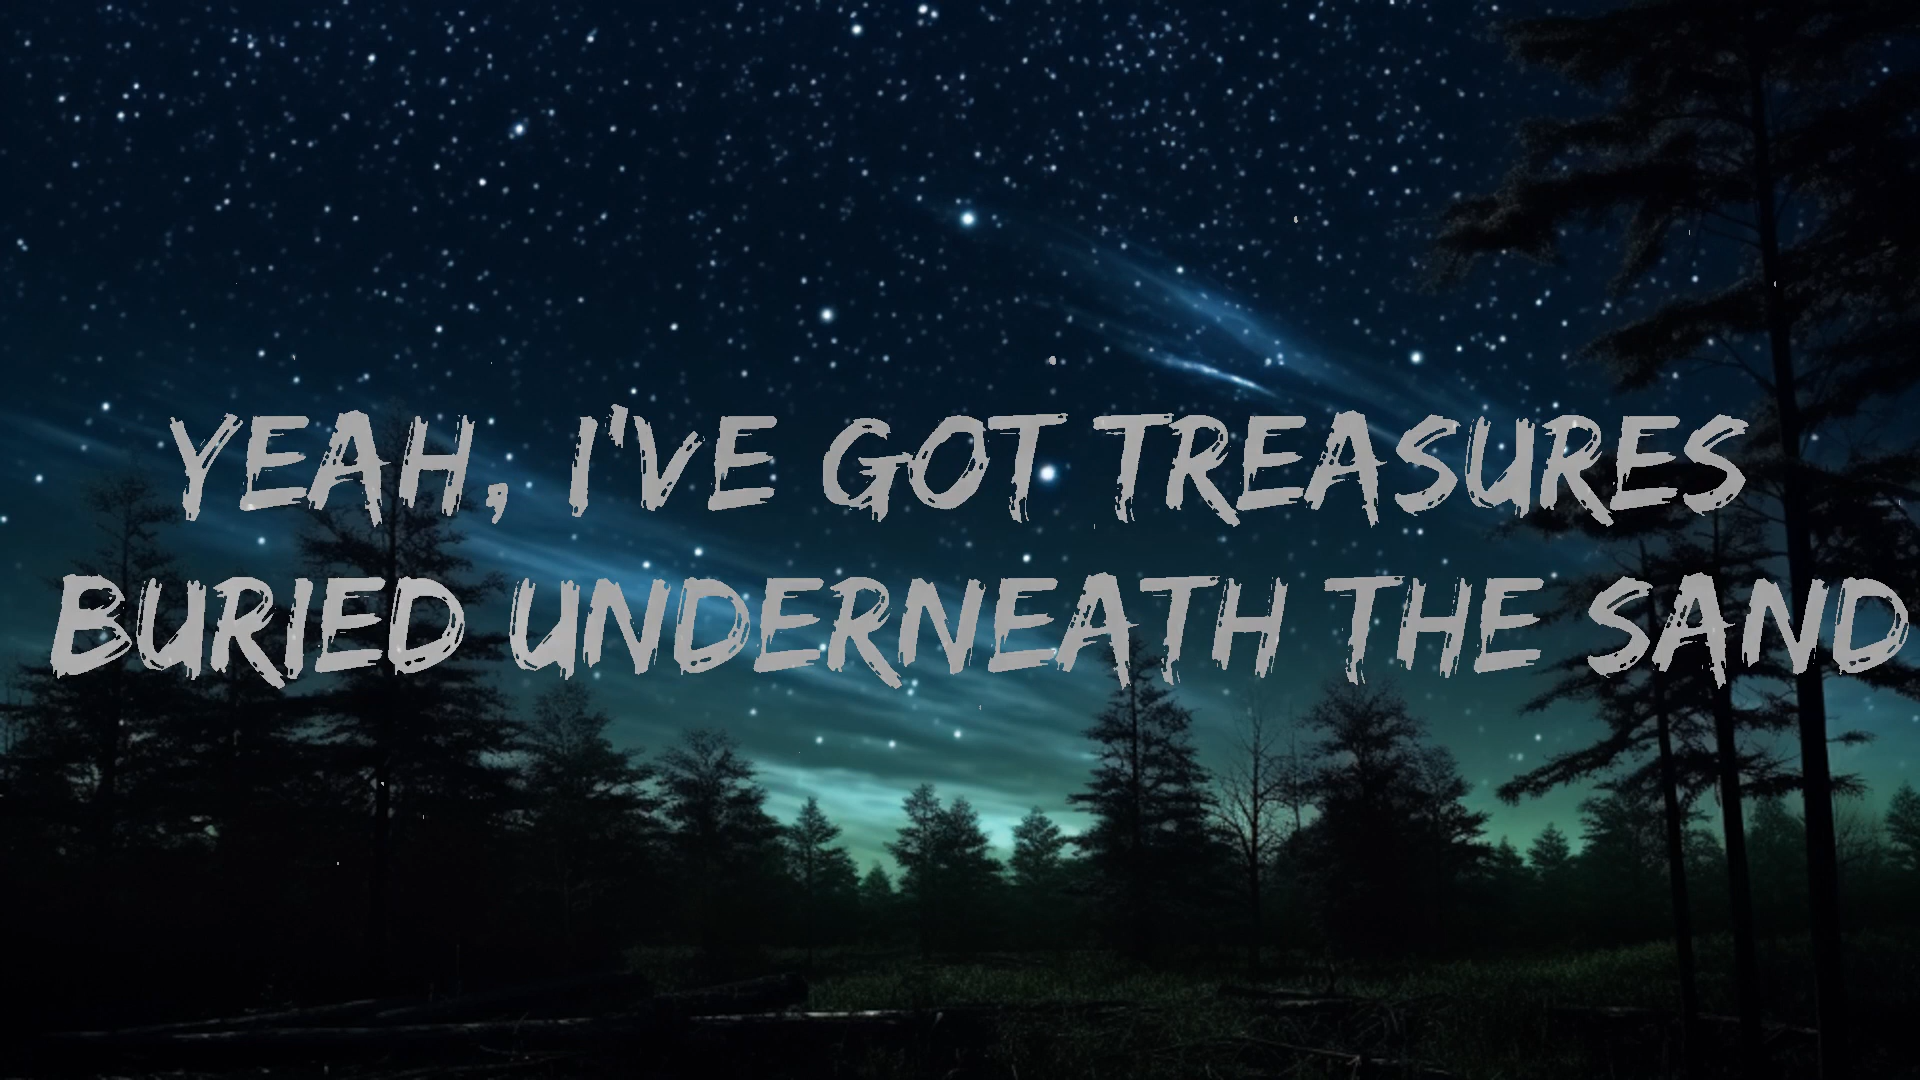 YEAH, I'VE GOT TREASURES
BURIED UNDERNEATH THE SAND